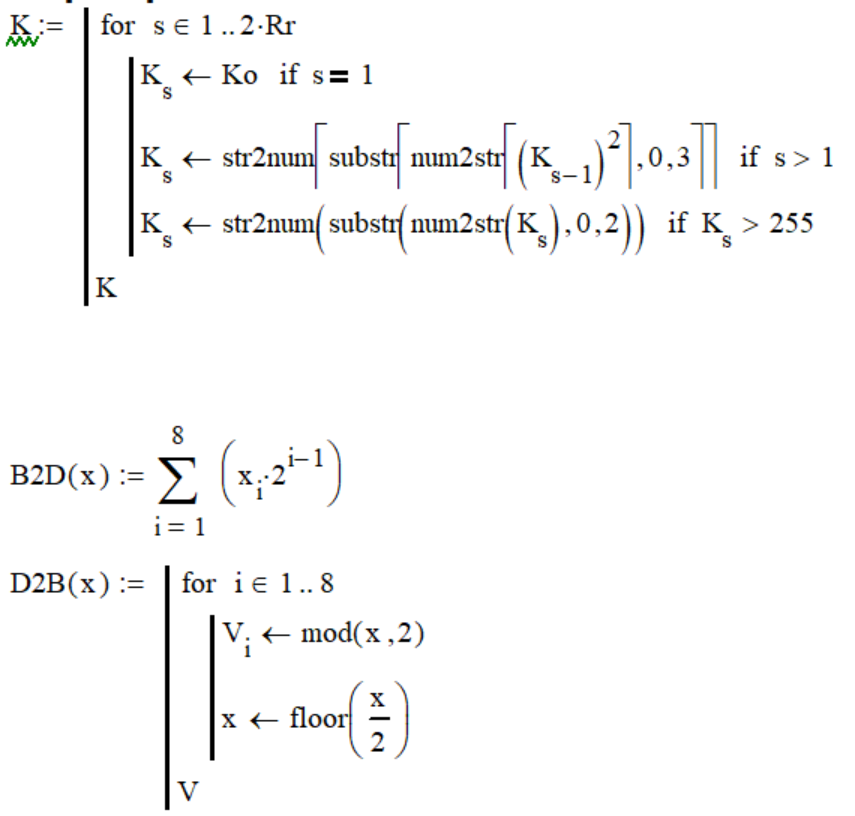 K := for s ∈ 1 .. 2·Rr
K_s ← Ko if s = 1
K_s ← str2num[substr[num2str[(K_{s−1})^2],0,3]] if s > 1
K_s ← str2num(substr(num2str(K_s),0,2)) if K_s > 255
K
B2D(x) := ∑_{i = 1}^{8} (x_i·2^{i−1})
D2B(x) := for i ∈ 1 .. 8
V_i ← mod(x,2)
x ← floor(x/2)
V